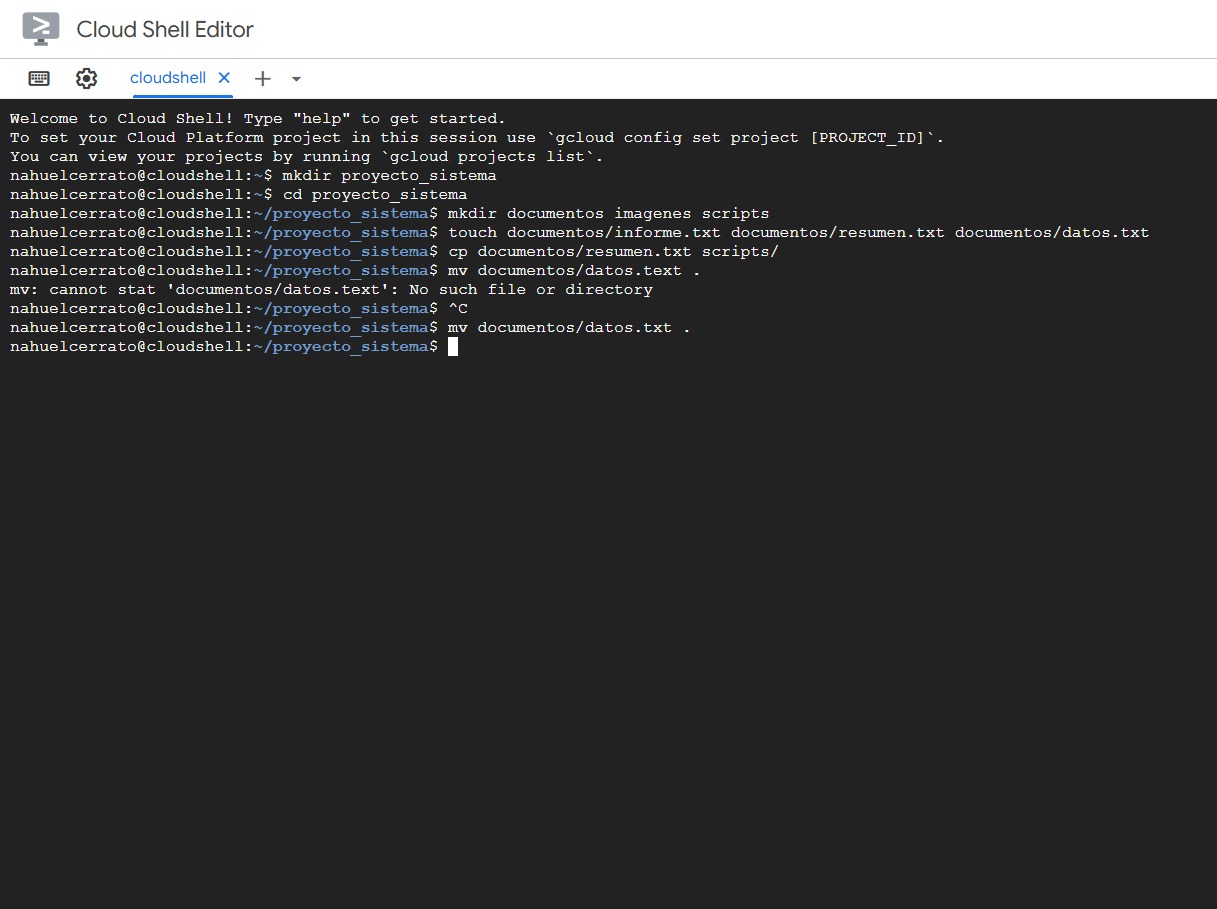 Cloud Shell Editor
cloudshell
Welcome to Cloud Shell! Type "help" to get started.
To set your Cloud Platform project in this session use `gcloud config set project [PROJECT_ID]`.
You can view your projects by running `gcloud projects list`.
nahuelcerrato@cloudshell:~$ mkdir proyecto_sistema
nahuelcerrato@cloudshell:~$ cd proyecto_sistema
nahuelcerrato@cloudshell:~/proyecto_sistema$ mkdir documentos imagenes scripts
nahuelcerrato@cloudshell:~/proyecto_sistema$ touch documentos/informe.txt documentos/resumen.txt documentos/datos.txt
nahuelcerrato@cloudshell:~/proyecto_sistema$ cp documentos/resumen.txt scripts/
nahuelcerrato@cloudshell:~/proyecto_sistema$ mv documentos/datos.text .
mv: cannot stat 'documentos/datos.text': No such file or directory
nahuelcerrato@cloudshell:~/proyecto_sistema$ ^C
nahuelcerrato@cloudshell:~/proyecto_sistema$ mv documentos/datos.txt .
nahuelcerrato@cloudshell:~/proyecto_sistema$